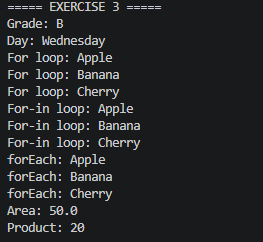 ===== EXERCISE 3 =====
Grade: B
Day: Wednesday
For loop: Apple
For loop: Banana
For loop: Cherry
For-in loop: Apple
For-in loop: Banana
For-in loop: Cherry
forEach: Apple
forEach: Banana
forEach: Cherry
Area: 50.0
Product: 20